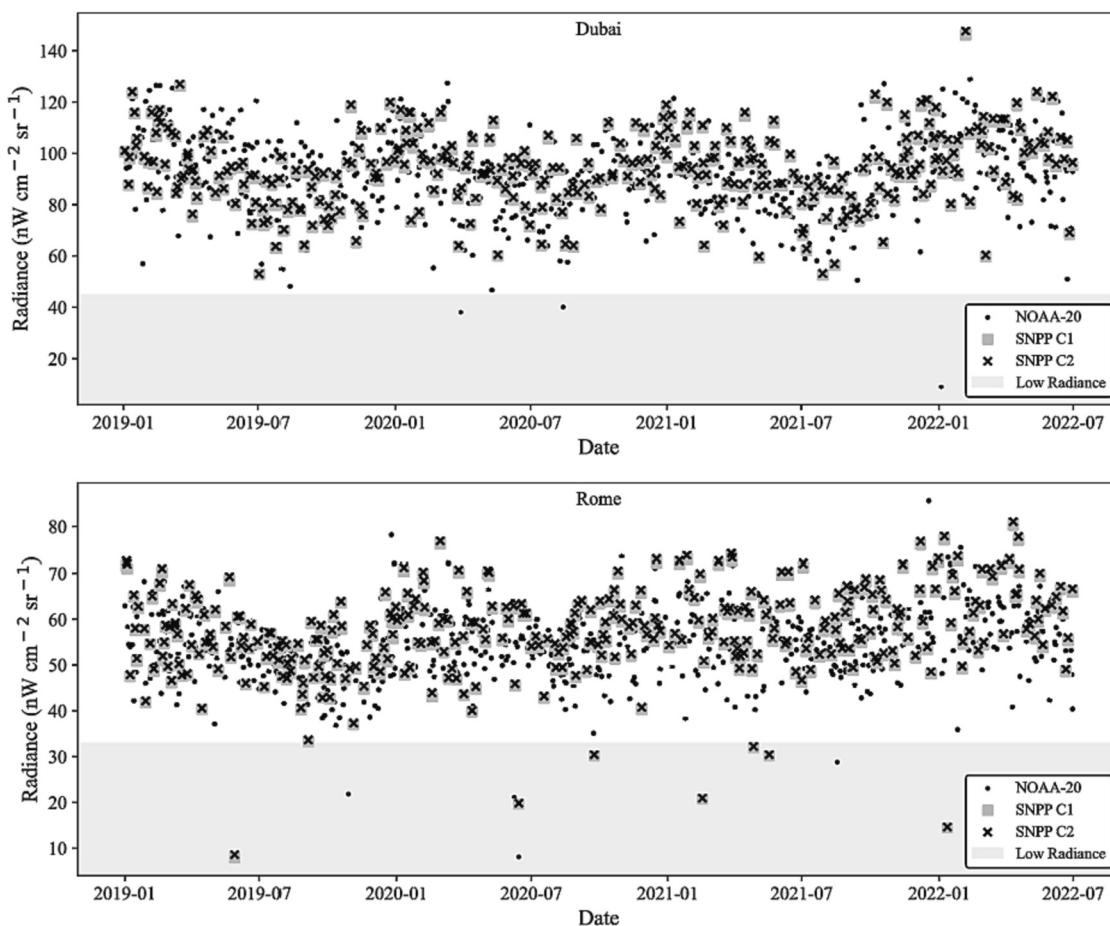 Dubai
140
120
100
80
60
40
20
Radiance (nW cm⁻² sr⁻¹)
NOAA-20
SNPP C1
SNPP C2
Low Radiance
2019-01 2019-07 2020-01 2020-07 2021-01 2021-07 2022-01 2022-07
Date
Rome
80
70
60
50
40
30
20
10
Radiance (nW cm⁻² sr⁻¹)
NOAA-20
SNPP C1
SNPP C2
Low Radiance
2019-01 2019-07 2020-01 2020-07 2021-01 2021-07 2022-01 2022-07
Date